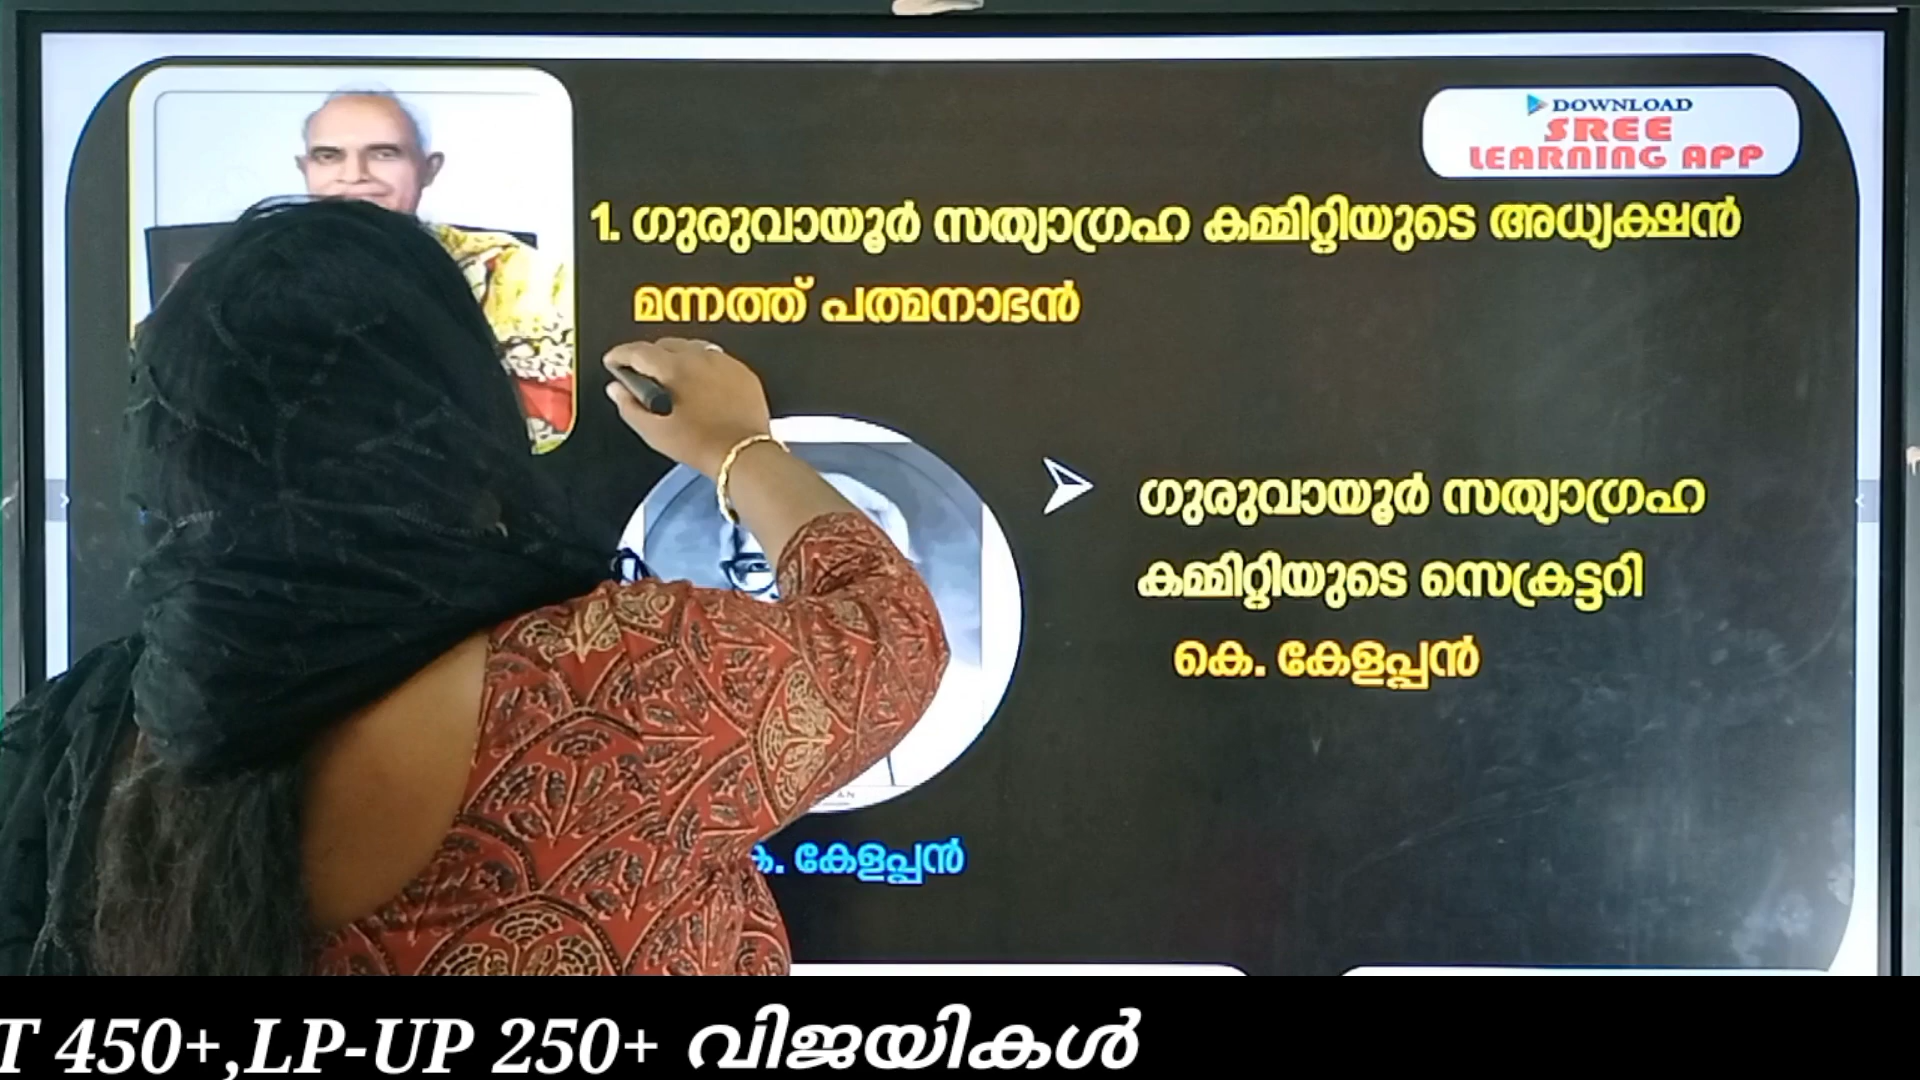 DOWNLOAD
SREE
LEARNING APP
1. ഗുരുവായൂർ സത്യാഗ്രഹ കമ്മിറ്റിയുടെ അധ്യക്ഷൻ
മന്നത്ത് പത്മനാഭൻ
ഗുരുവായൂർ സത്യാഗ്രഹ
കമ്മിറ്റിയുടെ സെക്രട്ടറി
കെ. കേളപ്പൻ
കേളപ്പൻ
T 450+,LP-UP 250+ വിജയികൾ